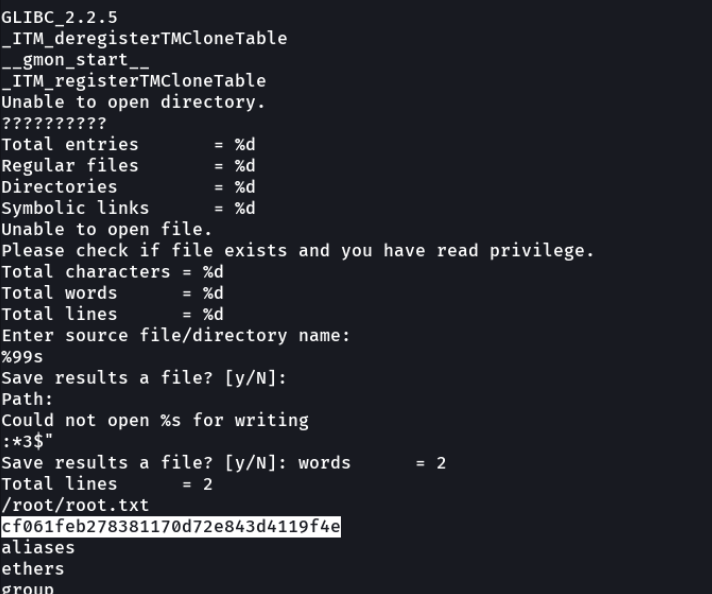 GLIBC_2.2.5
_ITM_deregisterTMCloneTable
__gmon_start__
_ITM_registerTMCloneTable
Unable to open directory.
??????????
Total entries       = %d
Regular files       = %d
Directories         = %d
Symbolic links      = %d
Unable to open file.
Please check if file exists and you have read privilege.
Total characters = %d
Total words      = %d
Total lines      = %d
Enter source file/directory name:
%99s
Save results a file? [y/N]:
Path:
Could not open %s for writing
:*3$"
Save results a file? [y/N]: words      = 2
Total lines      = 2
/root/root.txt
cf061feb278381170d72e843d4119f4e
aliases
ethers
group